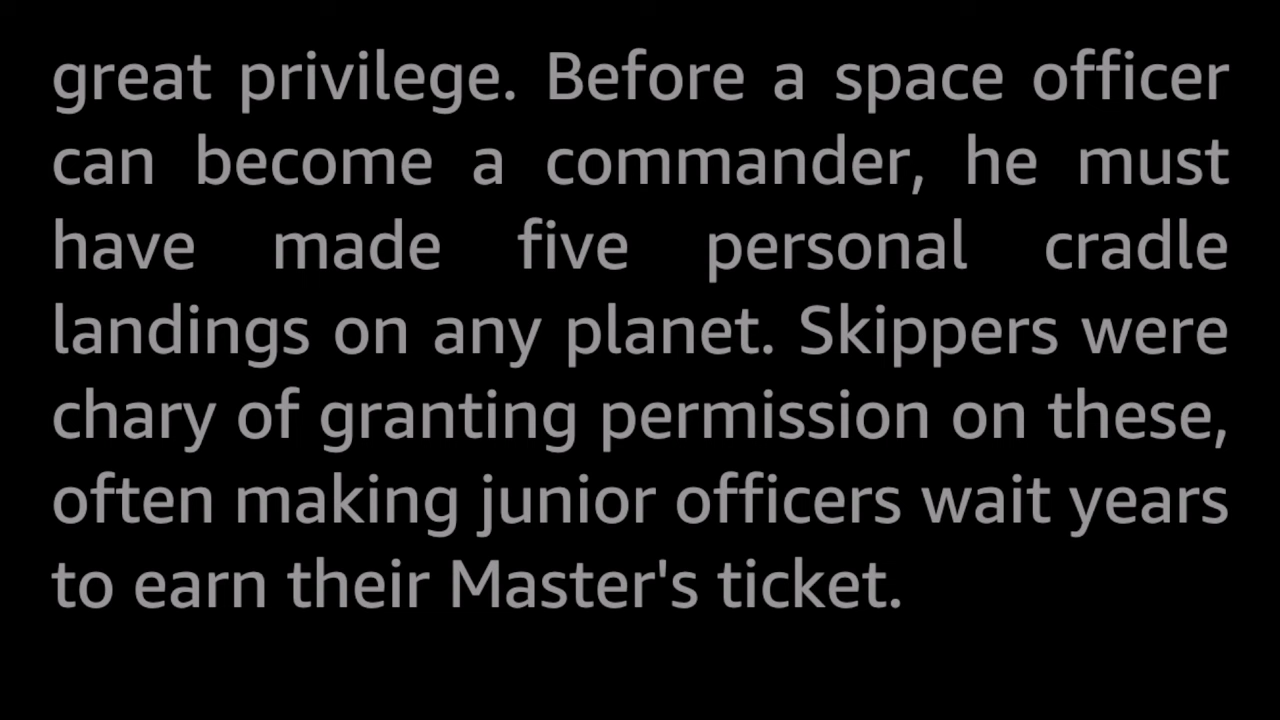 great privilege. Before a space officer
can become a commander, he must
have made five personal cradle
landings on any planet. Skippers were
chary of granting permission on these,
often making junior officers wait years
to earn their Master's ticket.